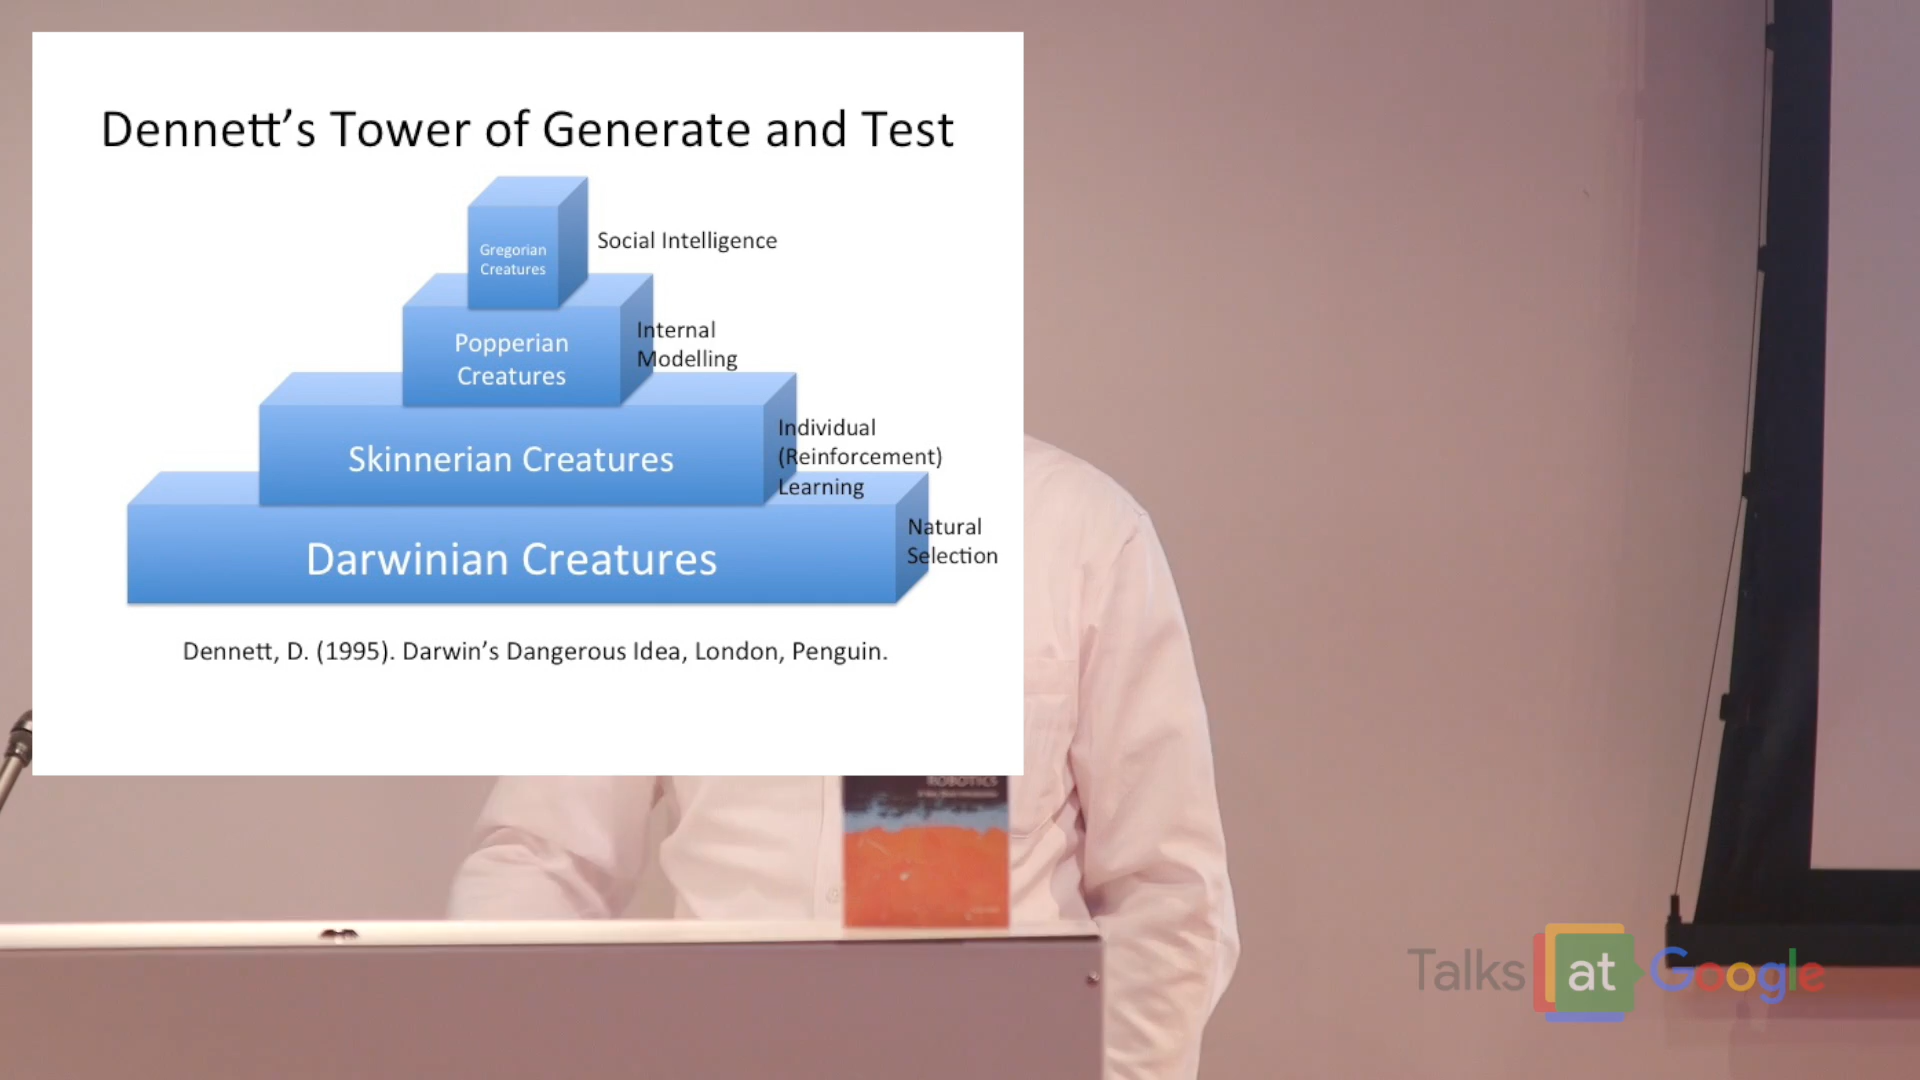 Dennett's Tower of Generate and Test
Gregorian
Creatures
Social Intelligence
Popperian
Creatures
Internal
Modelling
Skinnerian Creatures
Individual
(Reinforcement)
Learning
Darwinian Creatures
Natural
Selection
Dennett, D. (1995). Darwin's Dangerous Idea, London, Penguin.
ROBOTICS
Talks at Google